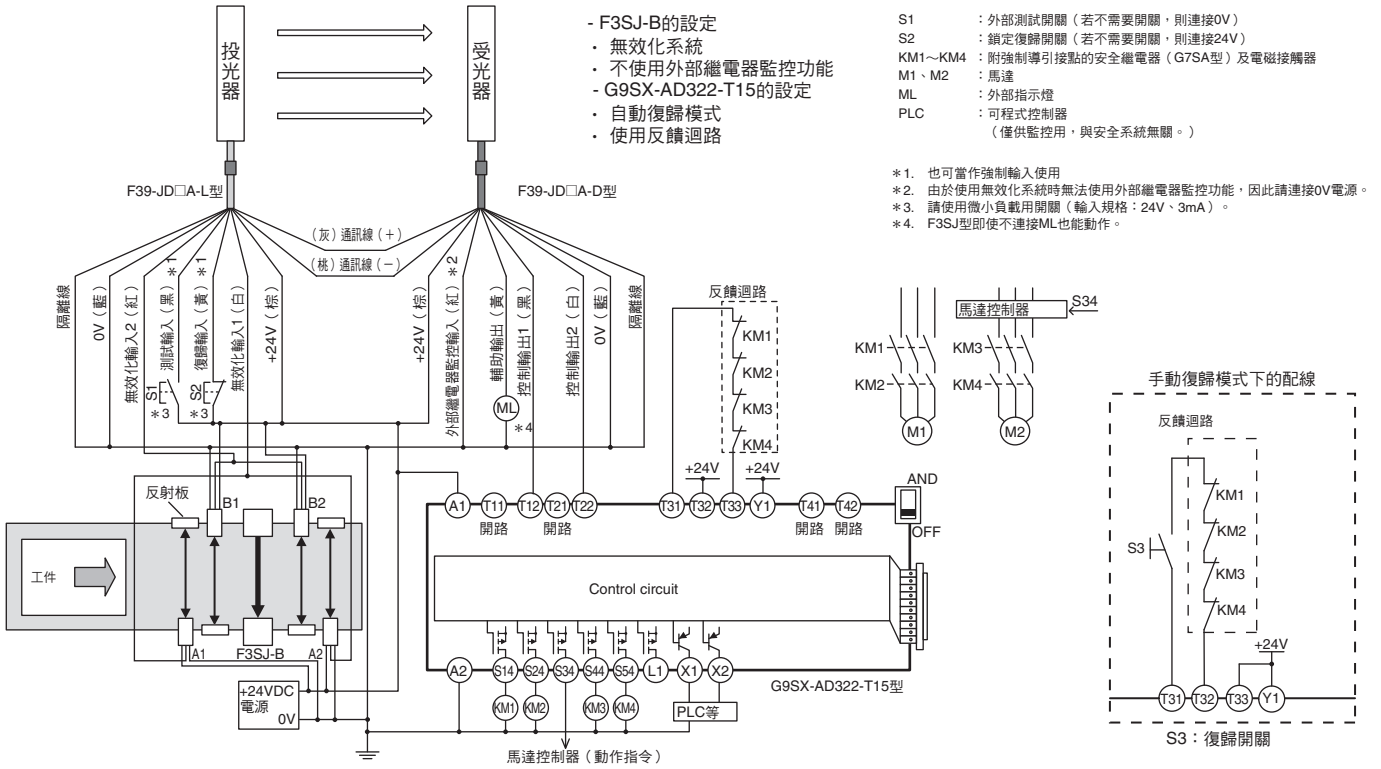 投光器
受光器
- F3SJ-B的設定
・ 無效化系統
・ 不使用外部繼電器監控功能
- G9SX-AD322-T15的設定
・ 自動復歸模式
・ 使用反饋迴路
S1 :外部測試開關(若不需要開關,則連接0V)
S2 :鎖定復歸開關(若不需要開關,則連接24V)
KM1～KM4 :附強制導引接點的安全繼電器(G7SA型)及電磁接觸器
M1、M2 :馬達
ML :外部指示燈
PLC :可程式控制器
(僅供監控用,與安全系統無關。)
＊1. 也可當作強制輸入使用
＊2. 由於使用無效化系統時無法使用外部繼電器監控功能,因此請連接0V電源。
＊3. 請使用微小負載用開關(輸入規格:24V、3mA)。
＊4. F3SJ型即使不連接ML也能動作。
F39-JD□A-L型
F39-JD□A-D型
(灰)通訊線(+)
(桃)通訊線(−)
隔離線
0V(藍)
無效化輸入2(紅)
測試輸入(黑)＊1
復歸輸入(黃)＊1
無效化輸入1(白)
+24V(棕)
+24V(棕)
外部繼電器監控輸入(紅)＊2
輔助輸出(黃)
控制輸出1(黑)
控制輸出2(白)
0V(藍)
隔離線
S1
＊3
S2
＊3
ML
＊4
反饋迴路
KM1
KM2
KM3
KM4
馬達控制器
S34
KM1
KM2
M1
KM3
KM4
M2
手動復歸模式下的配線
反饋迴路
KM1
KM2
KM3
KM4
S3
+24V
T31
T32
T33
Y1
S3:復歸開關
反射板
B1
B2
工件
A1
F3SJ-B
A2
+24VDC
電源
0V
+24V
+24V
A1
T11
T12
T21
T22
T31
T32
T33
Y1
T41
T42
開路
開路
開路
開路
AND
OFF
Control circuit
A2
S14
S24
S34
S44
S54
L1
X1
X2
G9SX-AD322-T15型
KM1
KM2
KM3
KM4
PLC等
馬達控制器(動作指令)